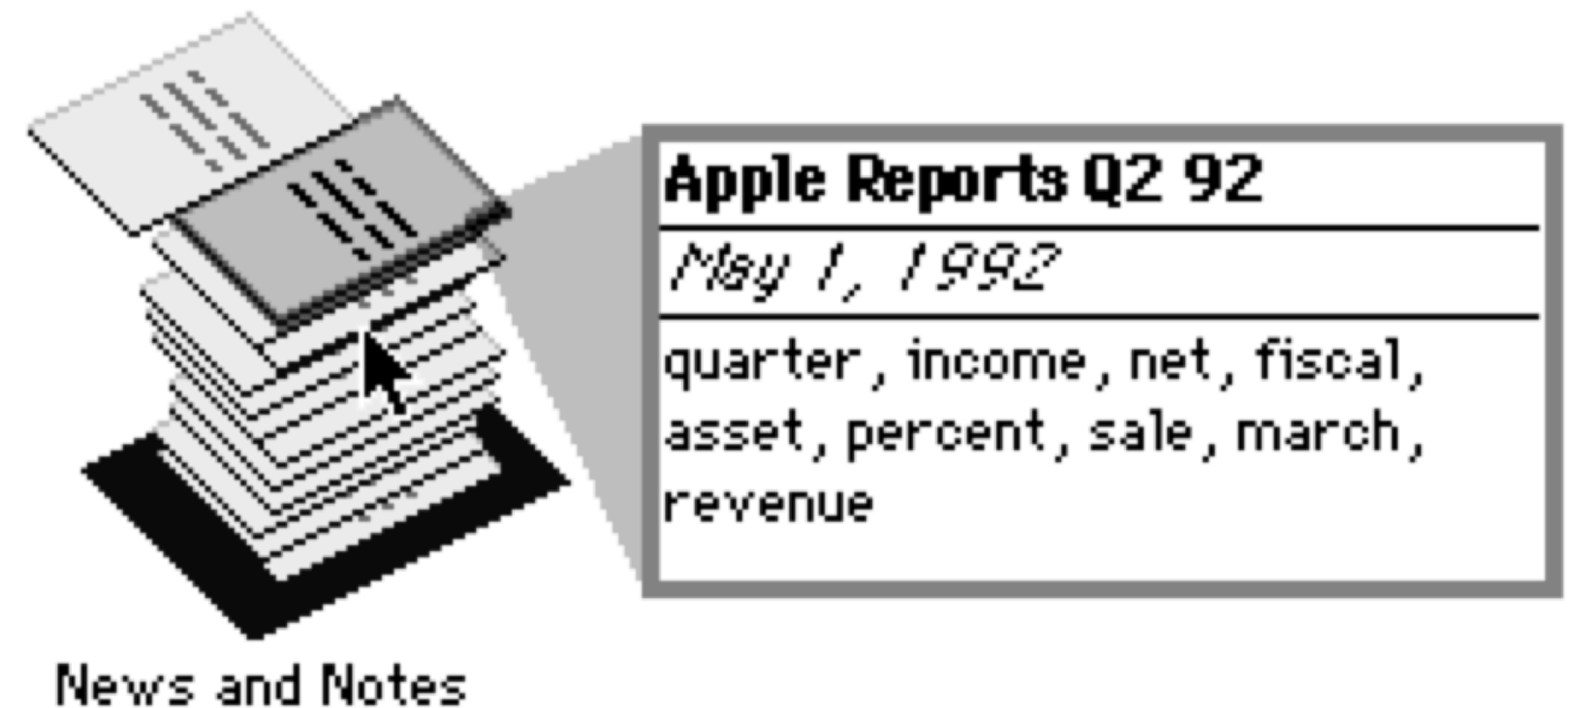 Apple Reports Q2 92
May 1, 1992
quarter, income, net, fiscal,
asset, percent, sale, march,
revenue
News and Notes